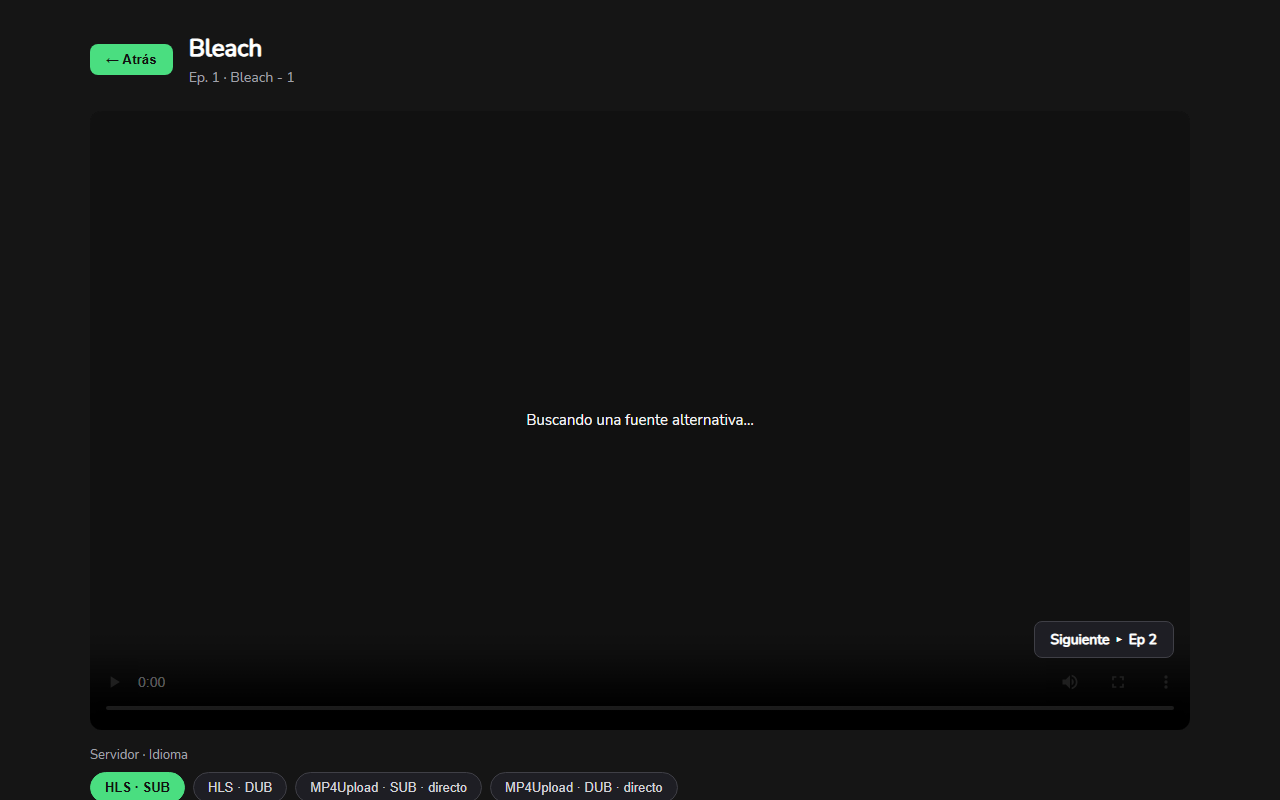 ← Atrás
Bleach
Ep. 1 · Bleach - 1
Buscando una fuente alternativa...
Siguiente ▸ Ep 2
0:00
Servidor · Idioma
HLS · SUB
HLS · DUB
MP4Upload · SUB · directo
MP4Upload · DUB · directo